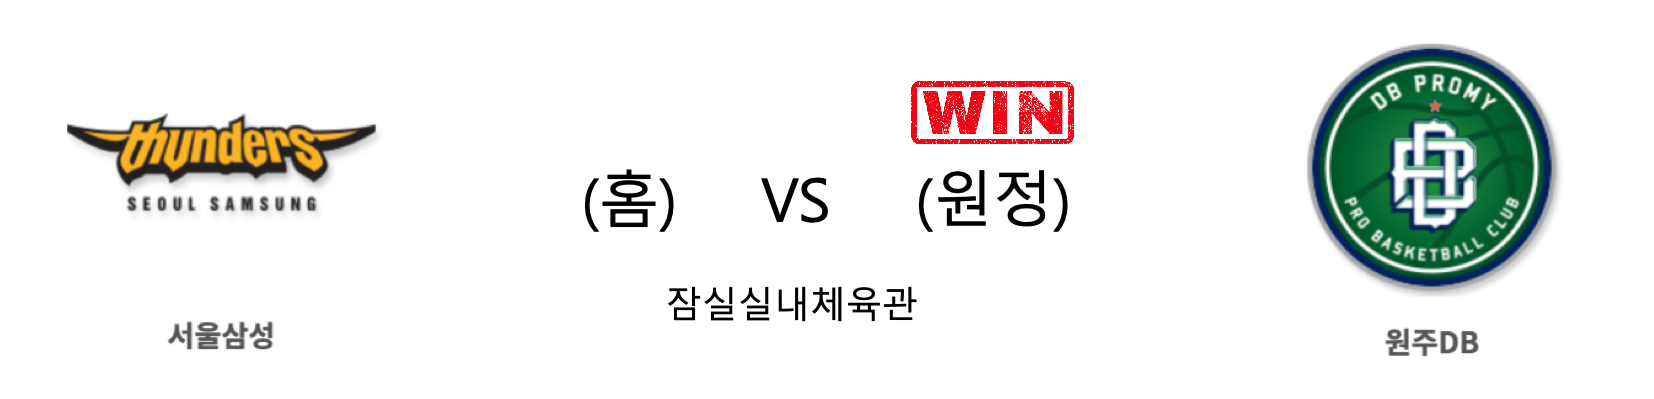 thunders
SEOUL SAMSUNG
서울삼성
WIN
(홈) VS (원정)
잠실실내체육관
DB PROMY
DB
PRO BASKETBALL CLUB
원주DB